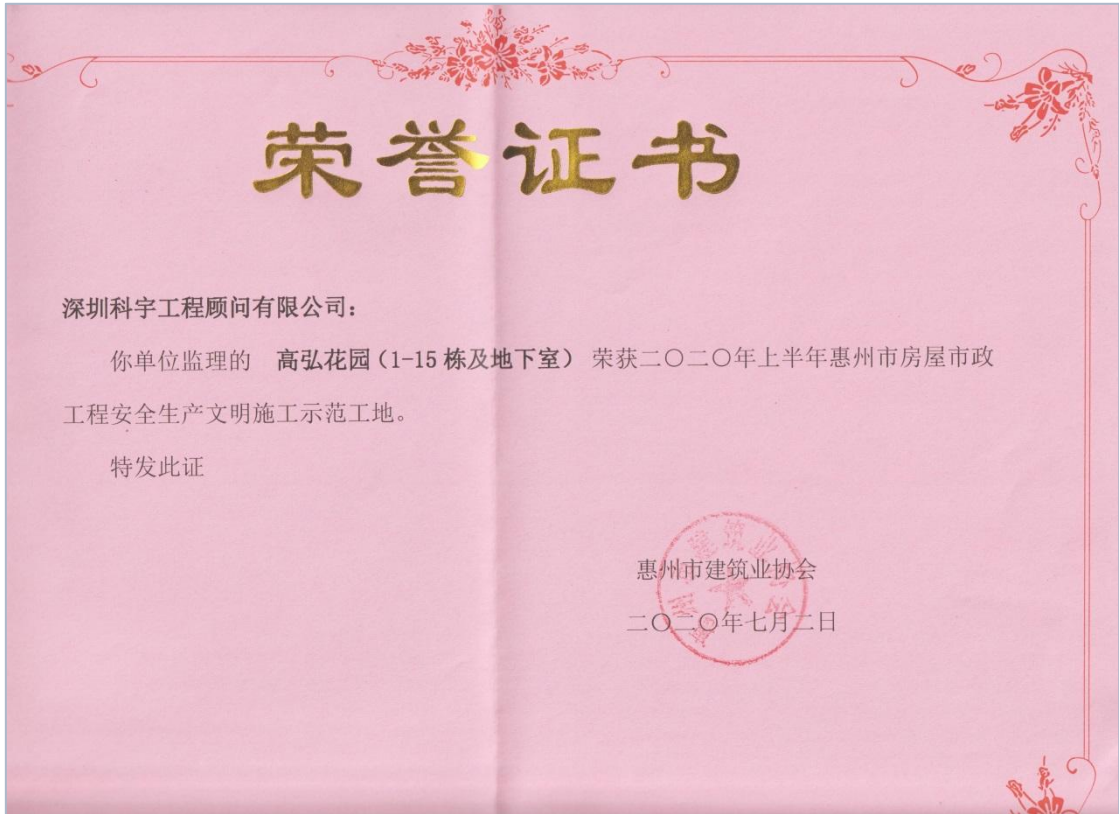 荣誉证书
深圳科宇工程顾问有限公司：
你单位监理的 高弘花园（1-15 栋及地下室） 荣获二〇二〇年上半年惠州市房屋市政
工程安全生产文明施工示范工地。
特发此证
惠州市建筑业协会
二〇二〇年七月二日